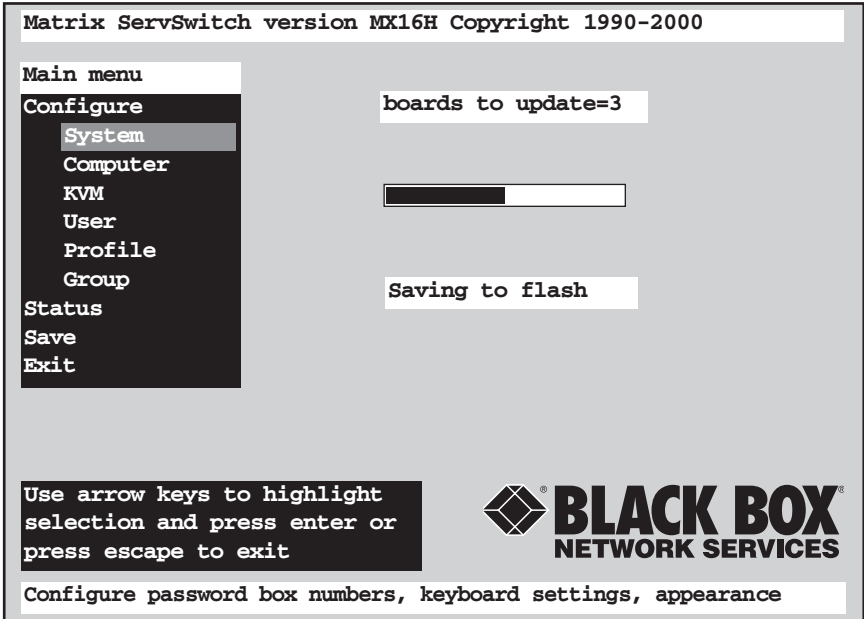 Matrix ServSwitch version MX16H Copyright 1990-2000
Main menu
Configure
System
Computer
KVM
User
Profile
Group
Status
Save
Exit
boards to update=3
Saving to flash
Use arrow keys to highlight
selection and press enter or
press escape to exit
® BLACK BOX®
NETWORK SERVICES
Configure password box numbers, keyboard settings, appearance